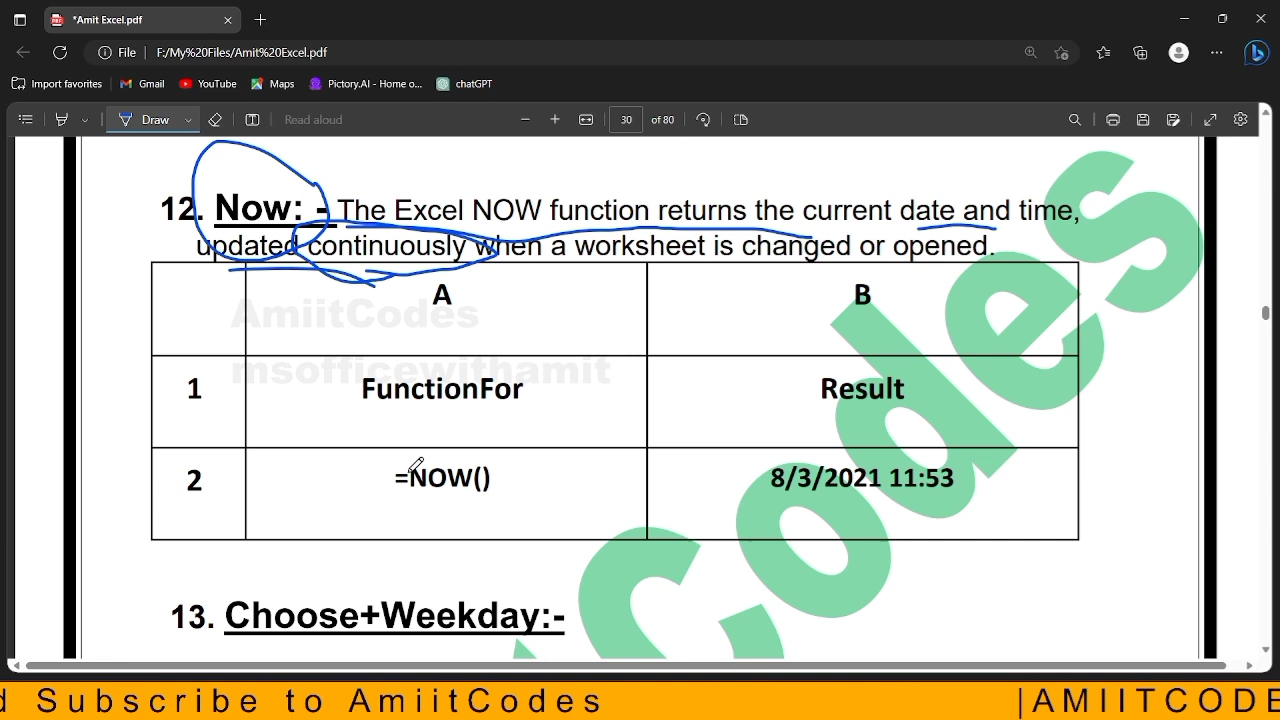 *Amit Excel.pdf
File F:/My%20Files/Amit%20Excel.pdf
Import favorites Gmail YouTube Maps Pictory.AI - Home o... chatGPT
Draw Read aloud 30 of 80
12. Now: - The Excel NOW function returns the current date and time,
updated continuously when a worksheet is changed or opened.
A B
AmiitCodes
msofficewithamit
1 FunctionFor Result
2 =NOW() 8/3/2021 11:53
13. Choose+Weekday:-
Codes
d Subscribe to AmiitCodes |AMIITCODE